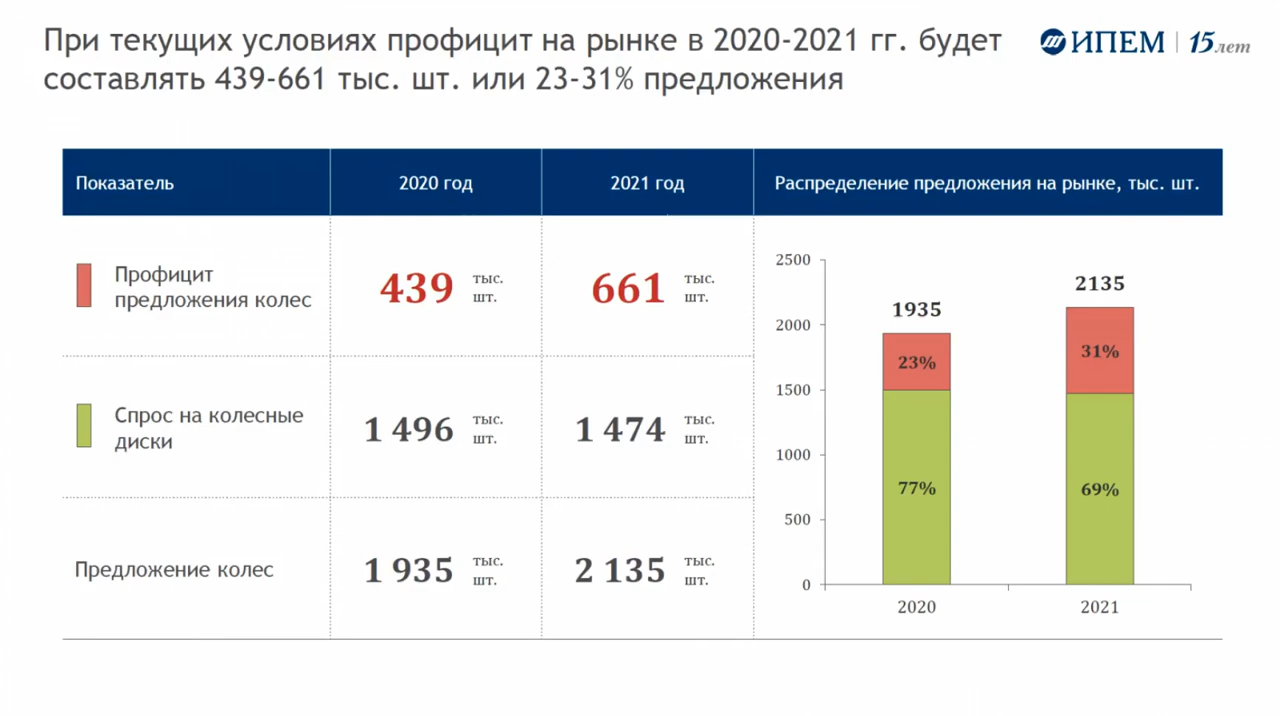 При текущих условиях профицит на рынке в 2020-2021 гг. будет
составлять 439-661 тыс. шт. или 23-31% предложения
ИПЕМ 15 лет
Показатель 2020 год 2021 год Распределение предложения на рынке, тыс. шт.
Профицит
предложения колес
439 тыс.
шт.
661 тыс.
шт.
Спрос на колесные
диски
1 496 тыс.
шт.
1 474 тыс.
шт.
Предложение колес
1 935 тыс.
шт.
2 135 тыс.
шт.
2500
2000
1500
1000
500
0
1935
23%
77%
2020
2135
31%
69%
2021